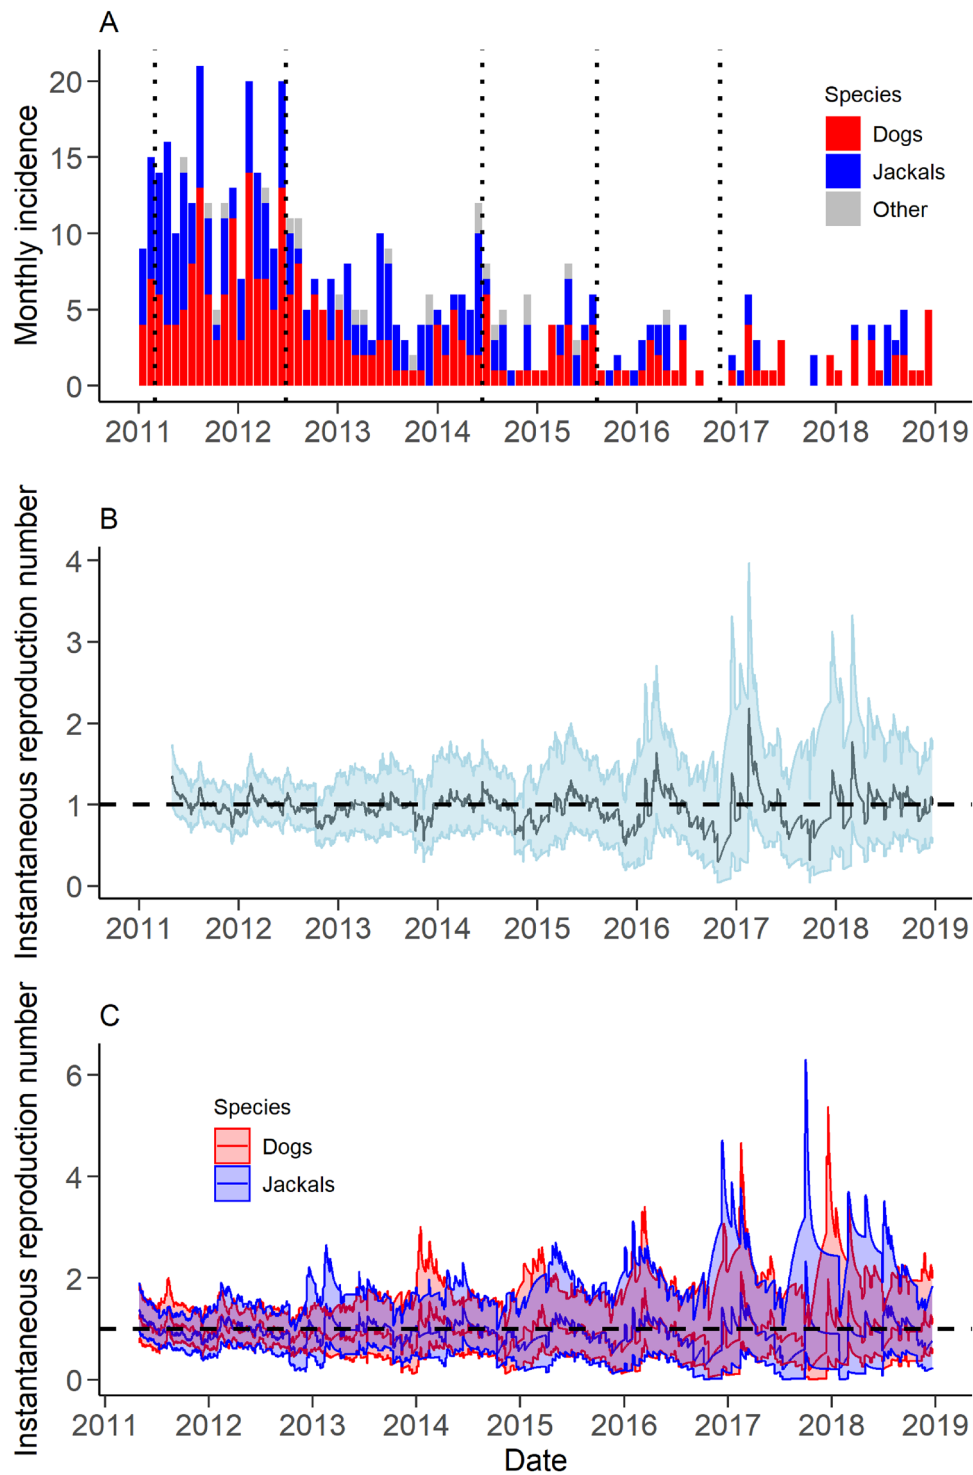 A
Monthly incidence
20
15
10
5
0
Species
Dogs
Jackals
Other
2011 2012 2013 2014 2015 2016 2017 2018 2019
B
Instantaneous reproduction number
4
3
2
1
0
2011 2012 2013 2014 2015 2016 2017 2018 2019
C
Instantaneous reproduction number
6
4
2
0
Species
Dogs
Jackals
2011 2012 2013 2014 2015 2016 2017 2018 2019
Date